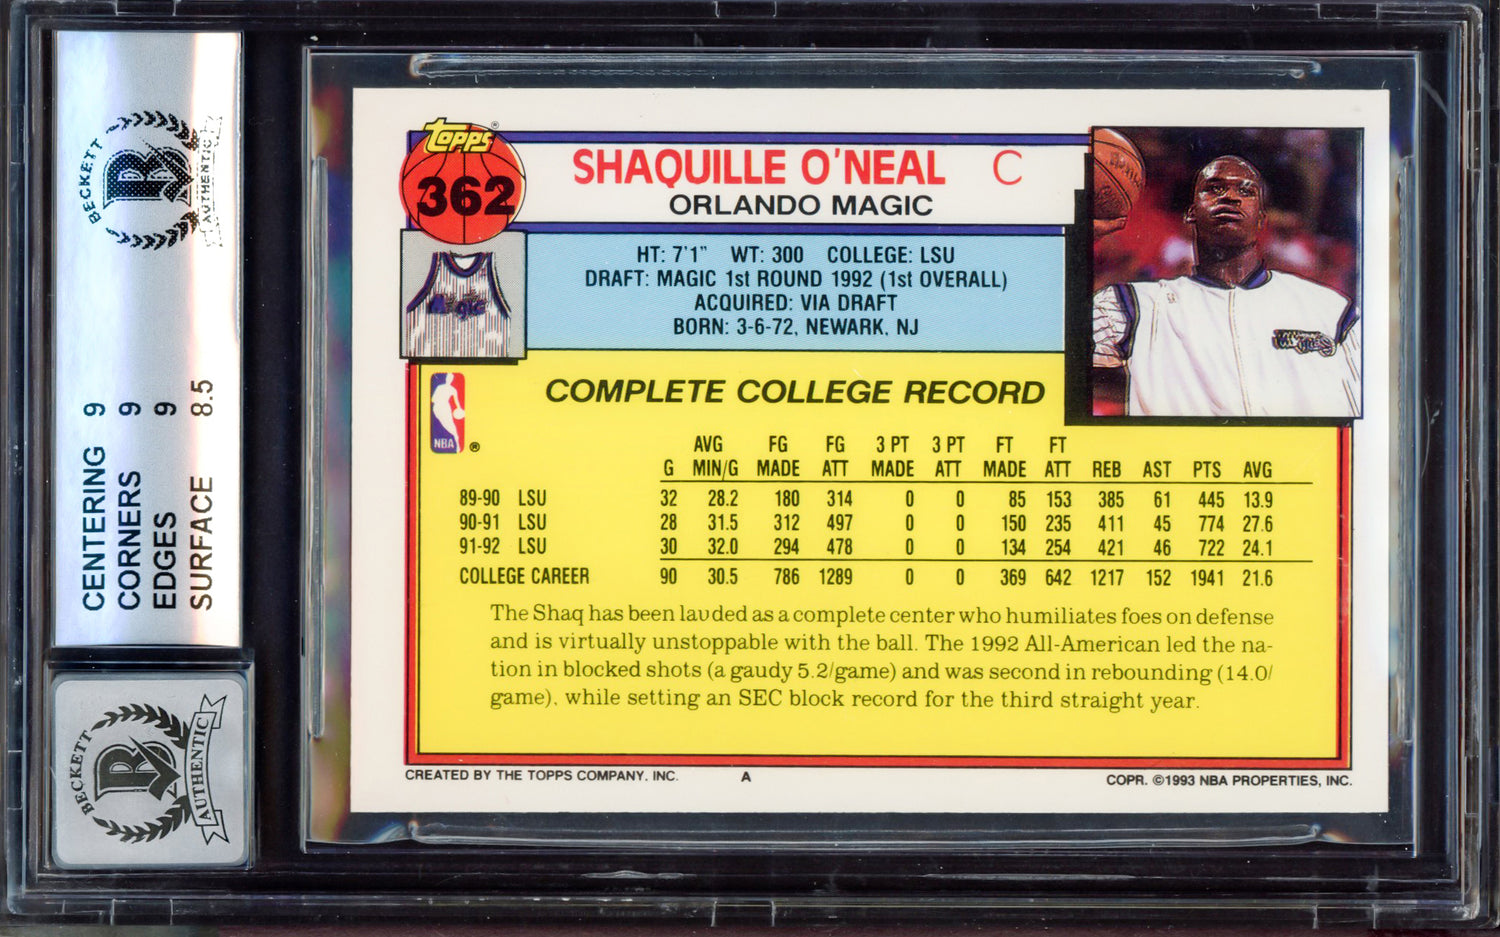 BECKETT
AUTHENTIC
CENTERING 9
CORNERS 9
EDGES 9
SURFACE 8.5
BECKETT
AUTHENTIC
TOPPS ®
362
SHAQUILLE O'NEAL C
ORLANDO MAGIC
HT: 7'1" WT: 300 COLLEGE: LSU
DRAFT: MAGIC 1st ROUND 1992 (1st OVERALL)
ACQUIRED: VIA DRAFT
BORN: 3-6-72, NEWARK, NJ
Magic
Magic
NBA ®
COMPLETE COLLEGE RECORD
AVG FG FG 3 PT 3 PT FT FT
G MIN/G MADE ATT MADE ATT MADE ATT REB AST PTS AVG
89-90 LSU 32 28.2 180 314 0 0 85 153 385 61 445 13.9
90-91 LSU 28 31.5 312 497 0 0 150 235 411 45 774 27.6
91-92 LSU 30 32.0 294 478 0 0 134 254 421 46 722 24.1
COLLEGE CAREER 90 30.5 786 1289 0 0 369 642 1217 152 1941 21.6
The Shaq has been lauded as a complete center who humiliates foes on defense
and is virtually unstoppable with the ball. The 1992 All-American led the na-
tion in blocked shots (a gaudy 5.2/game) and was second in rebounding (14.0/
game), while setting an SEC block record for the third straight year.
CREATED BY THE TOPPS COMPANY, INC. A COPR. ©1993 NBA PROPERTIES, INC.